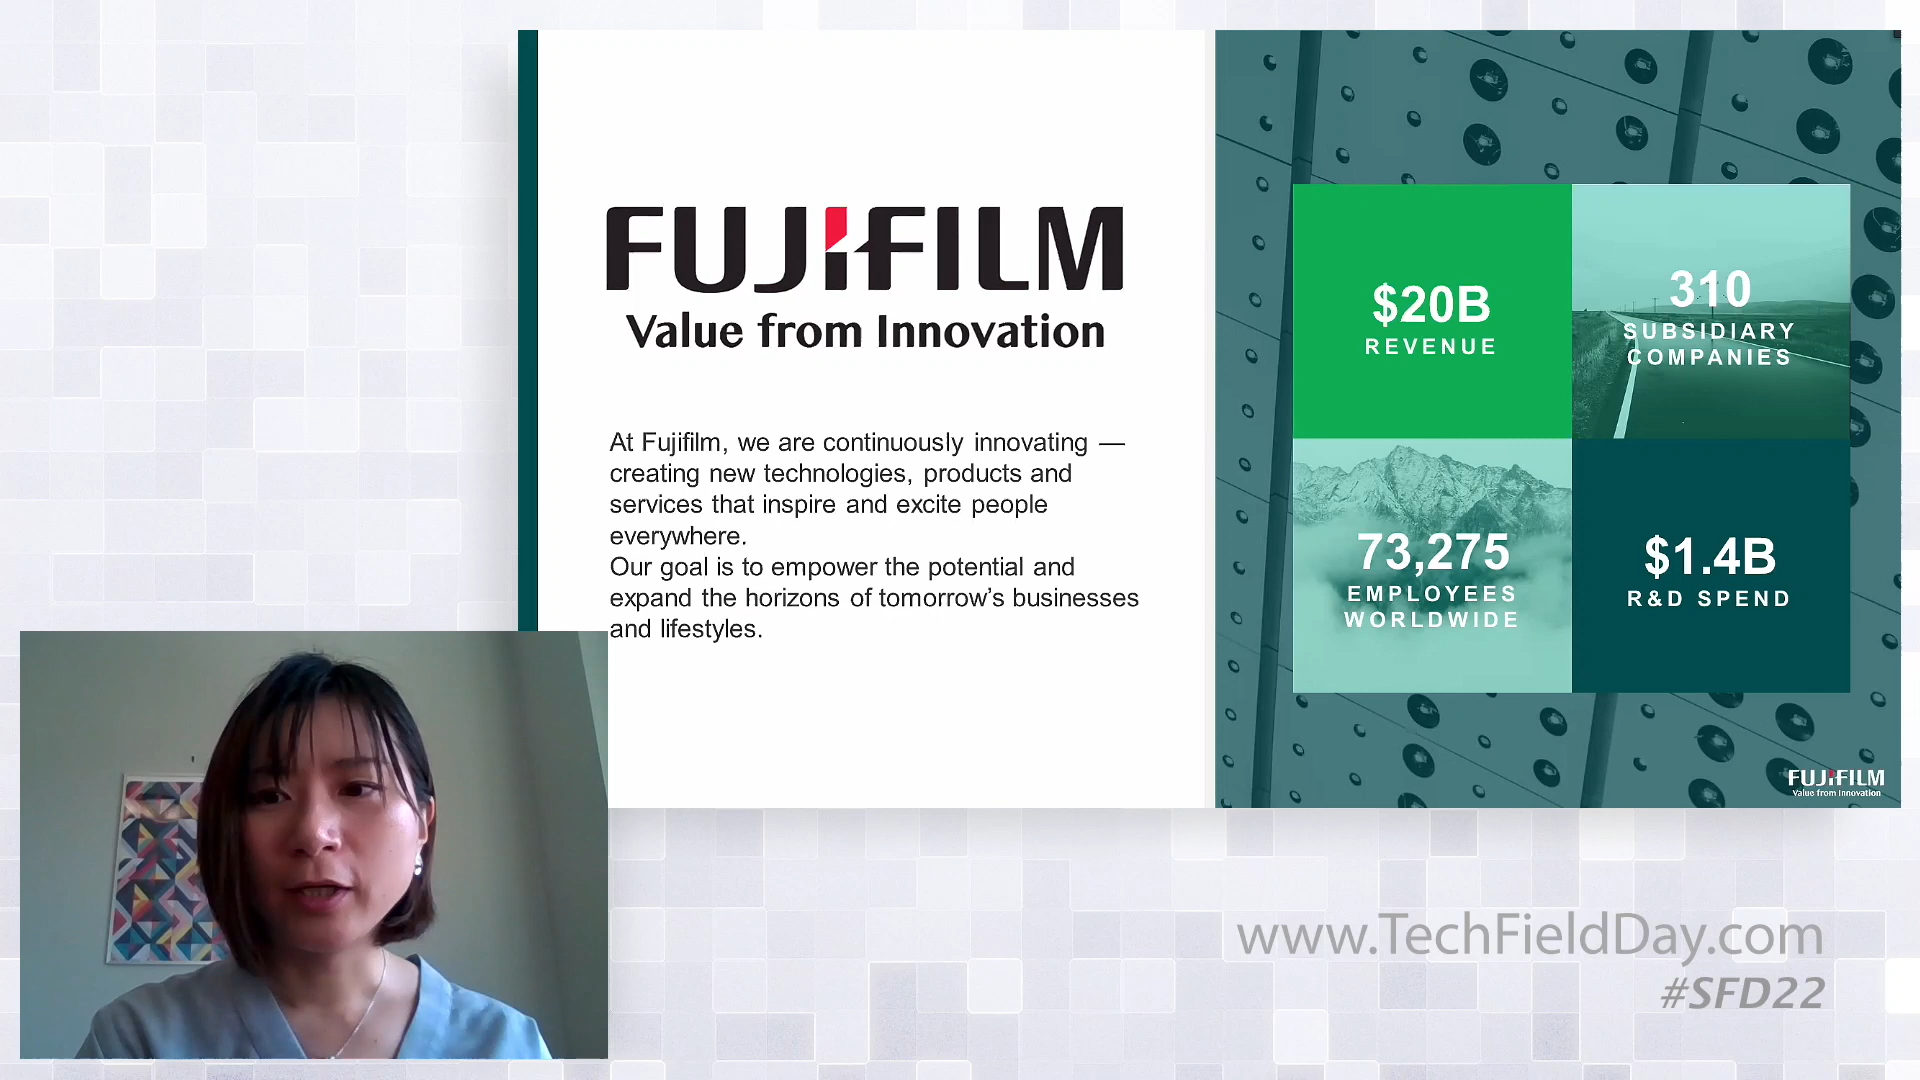 FUJIFILM
Value from Innovation
At Fujifilm, we are continuously innovating —
creating new technologies, products and
services that inspire and excite people
everywhere.
Our goal is to empower the potential and
expand the horizons of tomorrow’s businesses
and lifestyles.
$20B
REVENUE
310
SUBSIDIARY
COMPANIES
73,275
EMPLOYEES
WORLDWIDE
$1.4B
R&D SPEND
FUJIFILM
Value from Innovation
www.TechFieldDay.com
#SFD22